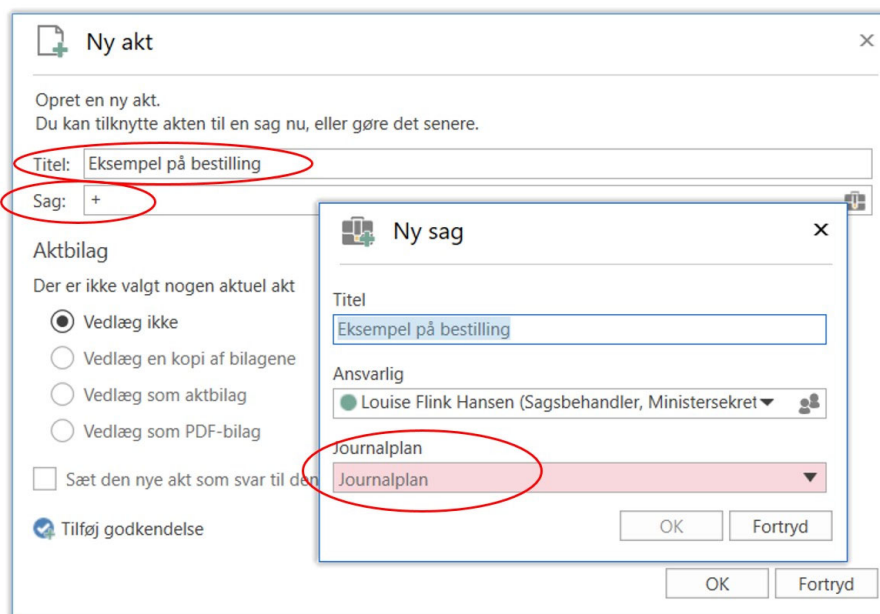 Ny akt
Opret en ny akt.
Du kan tilknytte akten til en sag nu, eller gøre det senere.
Titel: Eksempel på bestilling
Sag: +
Aktbilag
Der er ikke valgt nogen aktuel akt
Vedlæg ikke
Vedlæg en kopi af bilagene
Vedlæg som aktbilag
Vedlæg som PDF-bilag
Sæt den nye akt som svar til den
Tilføj godkendelse
Ny sag
Titel
Eksempel på bestilling
Ansvarlig
Louise Flink Hansen (Sagsbehandler, Ministersekret
Journalplan
Journalplan
OK Fortryd
OK Fortryd